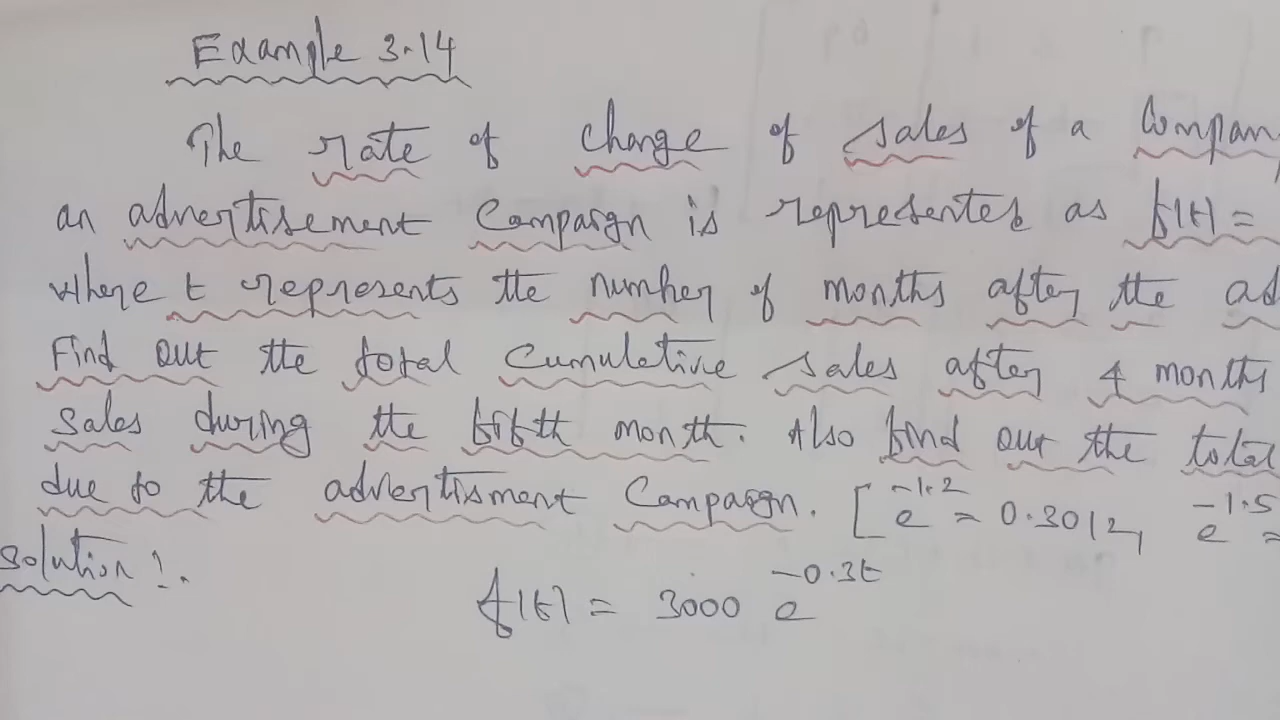 Example 3.14
The rate of change of sales of a Compan
an advertisement Campaign is represented as f(t) =
where t represents the number of months after the ad
Find out the total Cumulative sales after 4 months
Sales during the fifth month. Also find out the total
due to the advertisment Campaign. [e^-1.2 = 0.3012, e^-1.5 =
Solution:.
f(t) = 3000 e^-0.3t